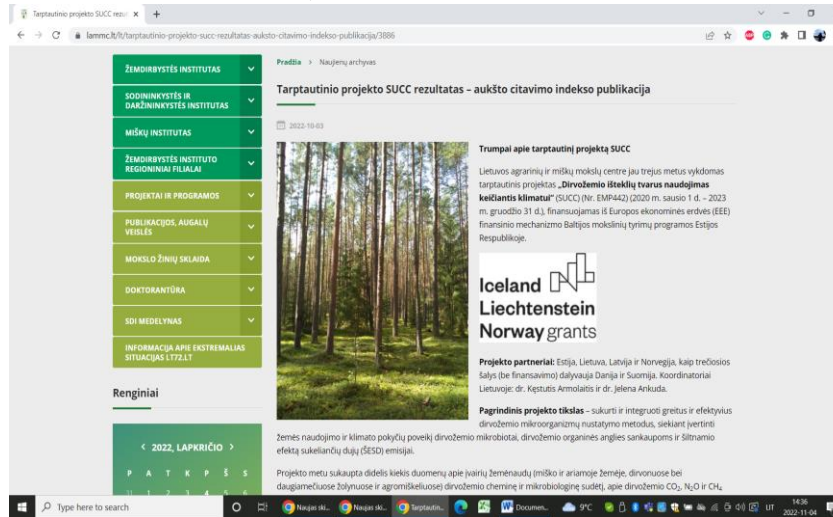 Tarptautinio projekto SUCC rezul
lammc.lt/lt/tarptautinio-projekto-succ-rezultatas-auksto-citavimo-indekso-publikacija/3886
ŽEMDIRBYSTĖS INSTITUTAS
SODININKYSTĖS IR
DARŽININKYSTĖS INSTITUTAS
MIŠKŲ INSTITUTAS
ŽEMDIRBYSTĖS INSTITUTO
REGIONINIAI FILIALAI
PROJEKTAI IR PROGRAMOS
PUBLIKACIJOS, AUGALŲ
VEISLĖS
MOKSLO ŽINIŲ SKLAIDA
DOKTORANTŪRA
SDI MEDELYNAS
INFORMACIJA APIE EKSTREMALIAS
SITUACIJAS LT72.LT
Renginiai
< 2022, LAPKRIČIO >
P A T K P Š S
Pradžia > Naujienų archyvas
Tarptautinio projekto SUCC rezultatas – aukšto citavimo indekso publikacija
2022-10-03
Trumpai apie tarptautinį projektą SUCC
Lietuvos agrarinių ir miškų mokslų centre jau trejus metus vykdomas
tarptautinis projektas „Dirvožemio išteklių tvarus naudojimas
keičiantis klimatui“ (SUCC) (Nr. EMP442) (2020 m. sausio 1 d. – 2023
m. gruodžio 31 d.), finansuojamas iš Europos ekonominės erdvės (EEE)
finansinio mechanizmo Baltijos mokslinių tyrimų programos Estijos
Respublikoje.
Iceland
Liechtenstein
Norway grants
Projekto partneriai: Estija, Lietuva, Latvija ir Norvegija, kaip trečiosios
šalys (be finansavimo) dalyvauja Danija ir Suomija. Koordinatoriai
Lietuvoje: dr. Kęstutis Armolaitis ir dr. Jelena Ankuda.
Pagrindinis projekto tikslas – sukurti ir integruoti greitus ir efektyvius
dirvožemio mikroorganizmų nustatymo metodus, siekiant įvertinti
žemės naudojimo ir klimato pokyčių poveikį dirvožemio mikrobiotai, dirvožemio organinės anglies sankaupoms ir šiltnamio
efektą sukeliančių dujų (ŠESD) emisijai.
Projekto metu sukaupta didelis kiekis duomenų apie įvairių žemėnaudų (miško ir ariamoje žemėje, dirvonuose bei
daugiamečiuose žolynuose ir agromiškeliuose) dirvožemio cheminę ir mikrobiologinę sudėtį, apie dirvožemio CO₂, N₂O ir CH₄
Type here to search
Naujas ski...
Naujas ski...
Tarptautin...
Documen...
9°C
LIT
14:36
2022-11-04